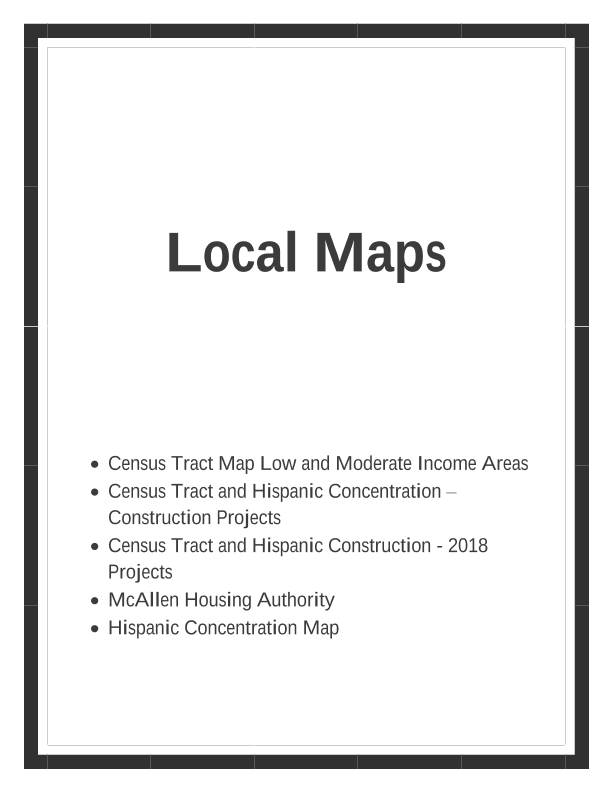 Local Maps
• Census Tract Map Low and Moderate Income Areas
• Census Tract and Hispanic Concentration –
Construction Projects
• Census Tract and Hispanic Construction - 2018
Projects
• McAllen Housing Authority
• Hispanic Concentration Map